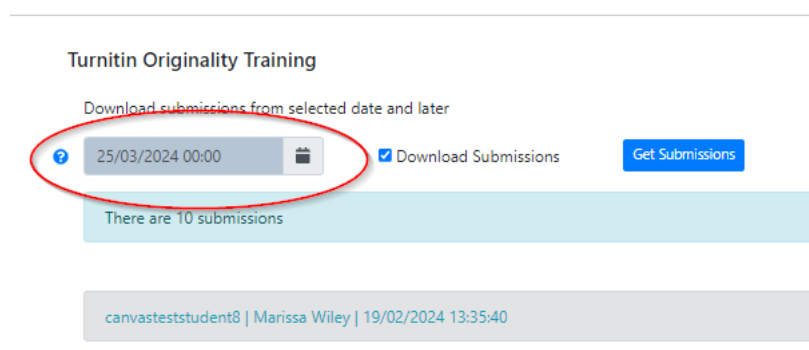 Turnitin Originality Training
Download submissions from selected date and later
25/03/2024 00:00 Download Submissions Get Submissions
There are 10 submissions
canvasteststudent8 | Marissa Wiley | 19/02/2024 13:35:40